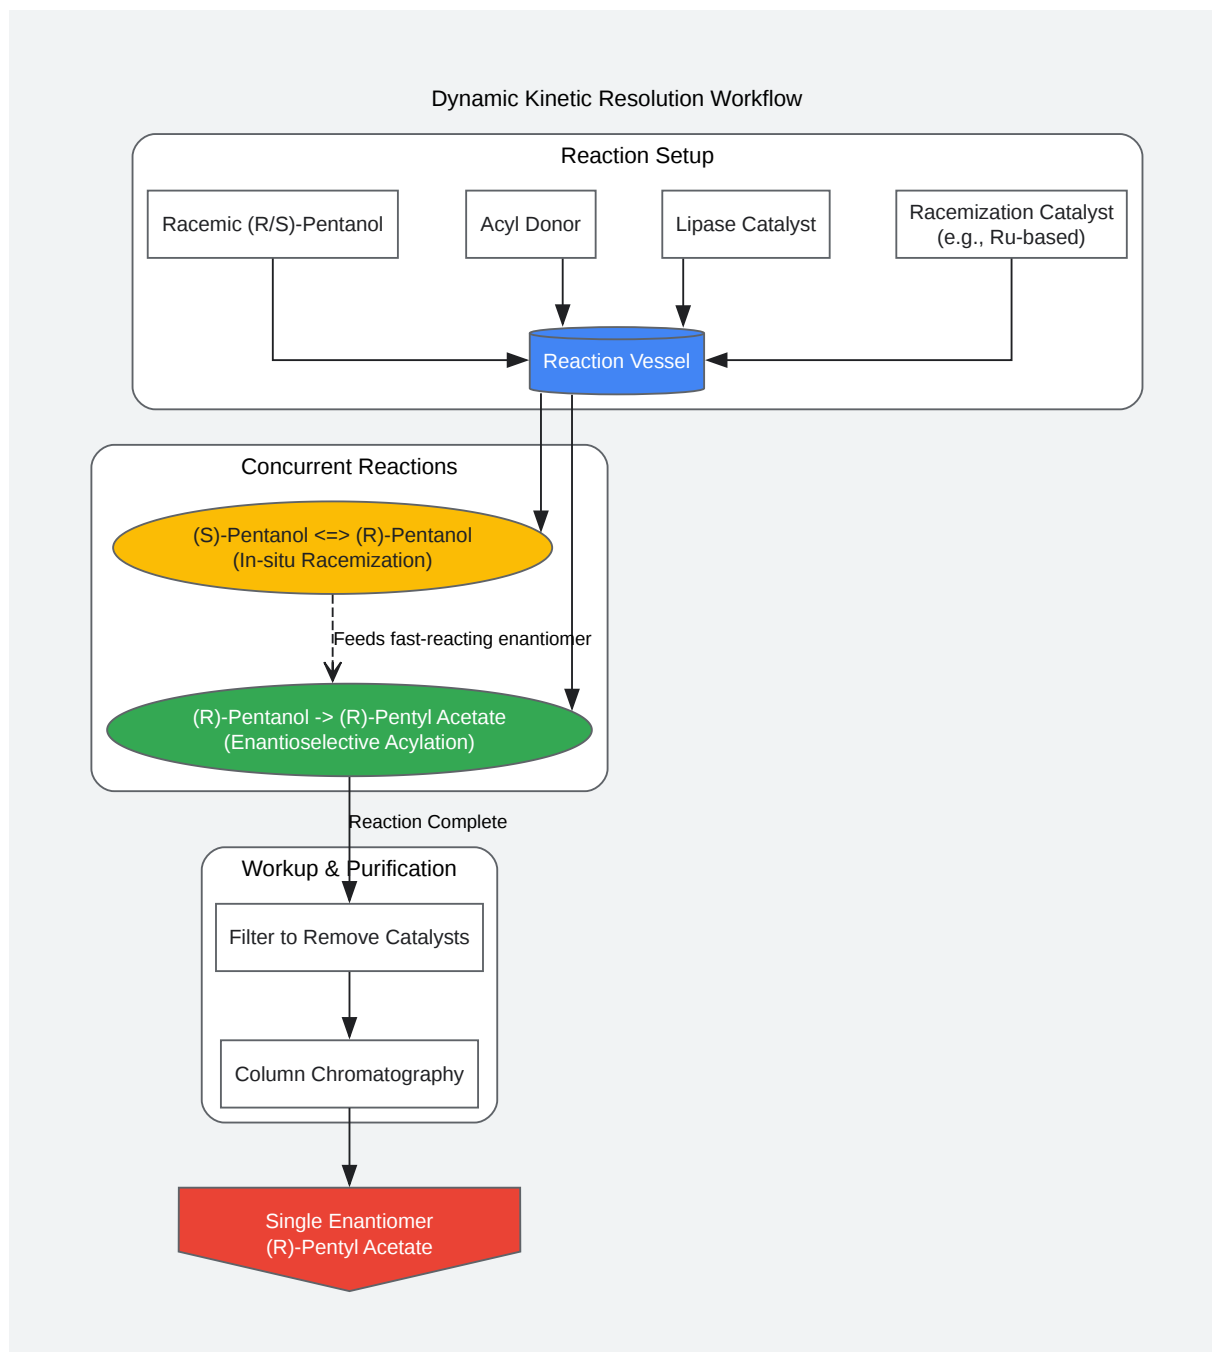 Dynamic Kinetic Resolution Workflow
Reaction Setup
Racemic (R/S)-Pentanol
Acyl Donor
Lipase Catalyst
Racemization Catalyst
(e.g., Ru-based)
Reaction Vessel
Concurrent Reactions
(S)-Pentanol <=> (R)-Pentanol
(In-situ Racemization)
Feeds fast-reacting enantiomer
(R)-Pentanol -> (R)-Pentyl Acetate
(Enantioselective Acylation)
Reaction Complete
Workup & Purification
Filter to Remove Catalysts
Column Chromatography
Single Enantiomer
(R)-Pentyl Acetate